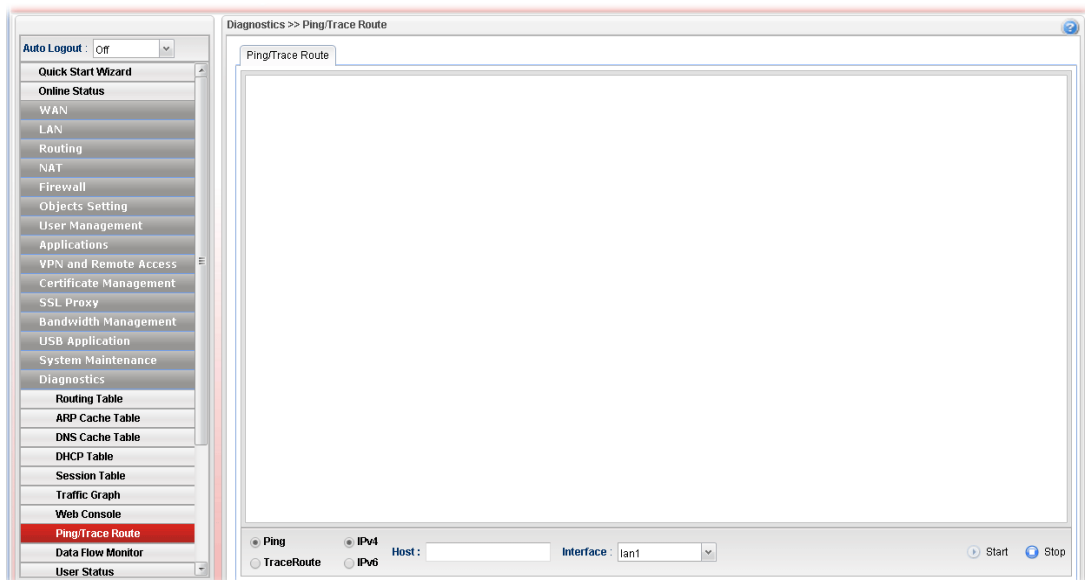 Diagnostics >> Ping/Trace Route
Auto Logout : Off
Quick Start Wizard
Online Status
WAN
LAN
Routing
NAT
Firewall
Objects Setting
User Management
Applications
VPN and Remote Access
Certificate Management
SSL Proxy
Bandwidth Management
USB Application
System Maintenance
Diagnostics
Routing Table
ARP Cache Table
DNS Cache Table
DHCP Table
Session Table
Traffic Graph
Web Console
Ping/Trace Route
Data Flow Monitor
User Status
Ping/Trace Route
Ping IPv4
TraceRoute IPv6
Host : Interface : lan1 Start Stop